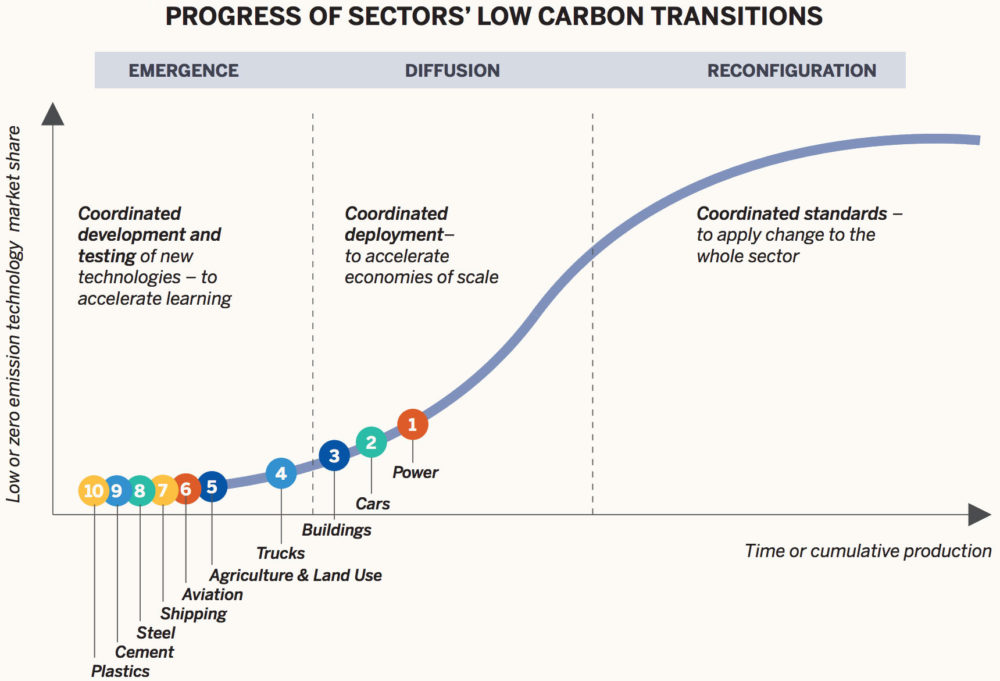 PROGRESS OF SECTORS' LOW CARBON TRANSITIONS
EMERGENCE
DIFFUSION
RECONFIGURATION
Low or zero emission technology market share
Coordinated
development and
testing of new
technologies – to
accelerate learning
Coordinated
deployment–
to accelerate
economies of scale
Coordinated standards –
to apply change to the
whole sector
10
9
8
7
6
5
4
3
2
1
Power
Cars
Buildings
Trucks
Agriculture & Land Use
Aviation
Shipping
Steel
Cement
Plastics
Time or cumulative production